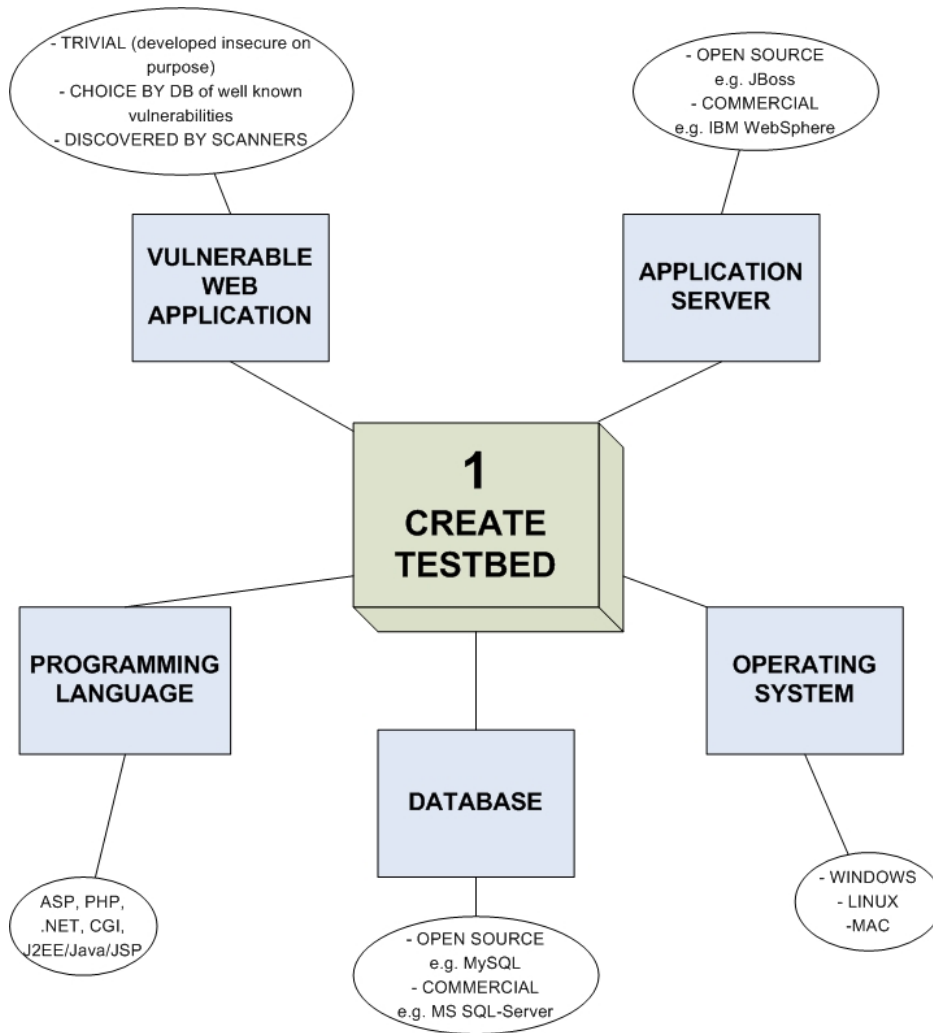 - TRIVIAL (developed insecure on
purpose)
- CHOICE BY DB of well known
vulnerabilities
- DISCOVERED BY SCANNERS
- OPEN SOURCE
e.g. JBoss
- COMMERCIAL
e.g. IBM WebSphere
VULNERABLE
WEB
APPLICATION
APPLICATION
SERVER
1
CREATE
TESTBED
PROGRAMMING
LANGUAGE
OPERATING
SYSTEM
DATABASE
ASP, PHP,
.NET, CGI,
J2EE/Java/JSP
- OPEN SOURCE
e.g. MySQL
- COMMERCIAL
e.g. MS SQL-Server
- WINDOWS
- LINUX
-MAC